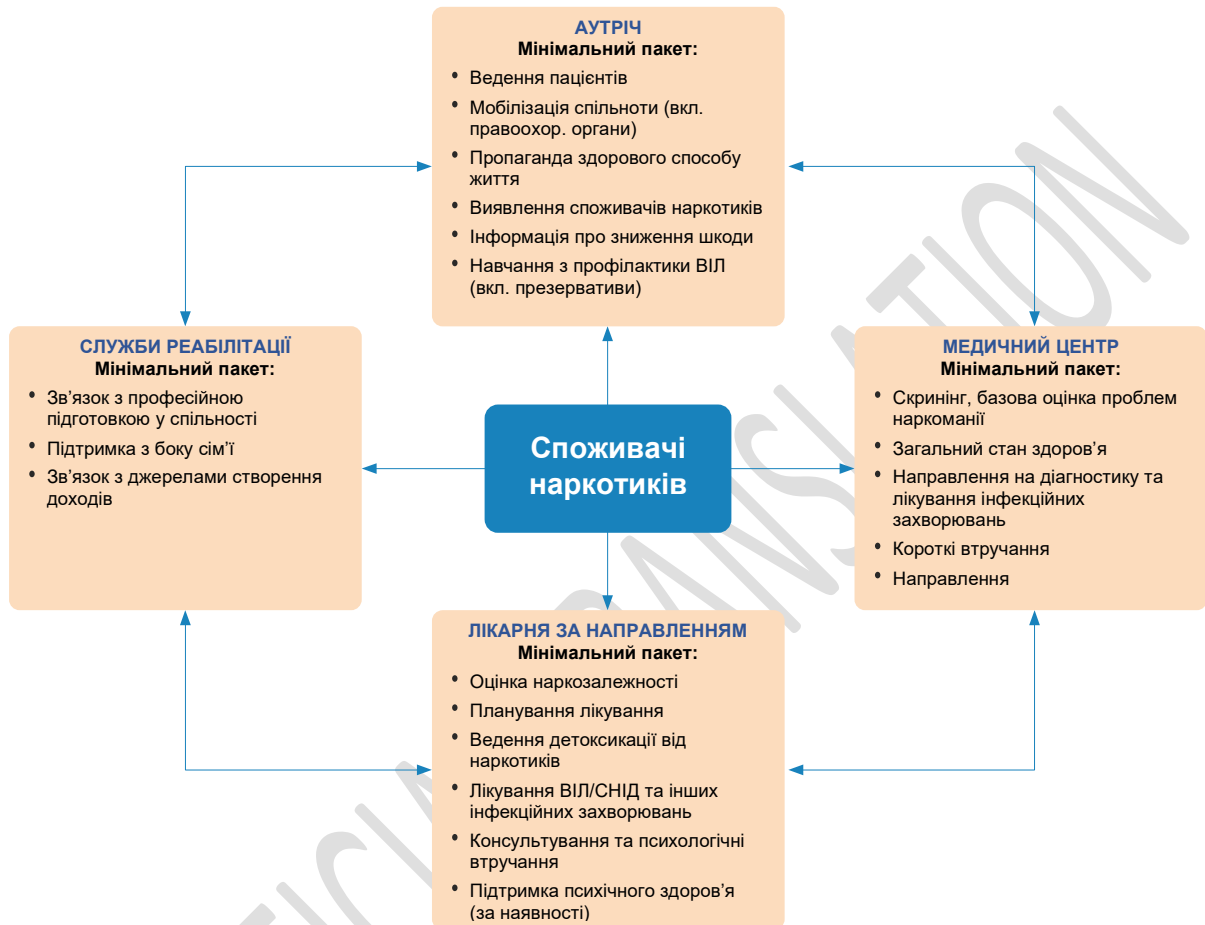 АУТРІЧ
Мінімальний пакет:
• Ведення пацієнтів
• Мобілізація спільноти (вкл.
правоохор. органи)
• Пропаганда здорового способу
життя
• Виявлення споживачів наркотиків
• Інформація про зниження шкоди
• Навчання з профілактики ВІЛ
(вкл. презервативи)
СЛУЖБИ РЕАБІЛІТАЦІЇ
Мінімальний пакет:
• Зв’язок з професійною
підготовкою у спільності
• Підтримка з боку сім’ї
• Зв’язок з джерелами створення
доходів
Споживачі
наркотиків
МЕДИЧНИЙ ЦЕНТР
Мінімальний пакет:
• Скринінг, базова оцінка проблем
наркоманії
• Загальний стан здоров’я
• Направлення на діагностику та
лікування інфекційних
захворювань
• Короткі втручання
• Направлення
ЛІКАРНЯ ЗА НАПРАВЛЕННЯМ
Мінімальний пакет:
• Оцінка наркозалежності
• Планування лікування
• Ведення детоксикації від
наркотиків
• Лікування ВІЛ/СНІД та інших
інфекційних захворювань
• Консультування та психологічні
втручання
• Підтримка психічного здоров’я
(за наявності)